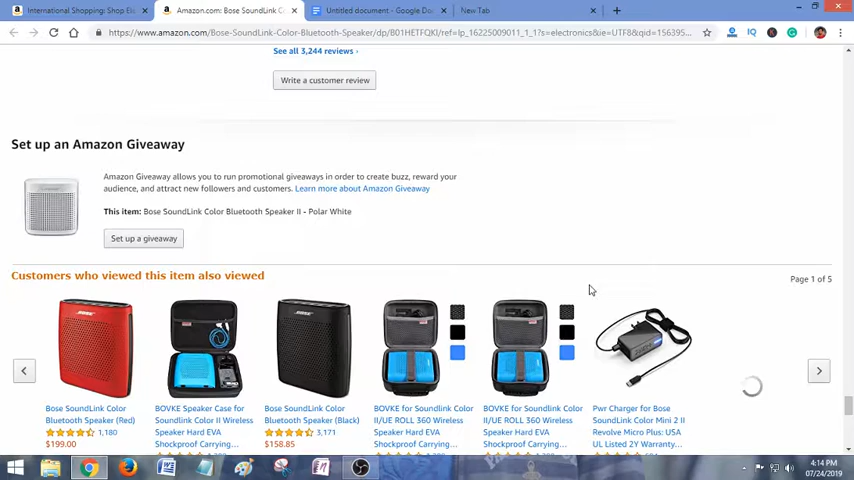 International Shopping: Shop Ele
Amazon.com: Bose SoundLink Col
Untitled document - Google Doc
New Tab
https://www.amazon.com/Bose-SoundLink-Color-Bluetooth-Speaker/dp/B01HETFQKI/ref=lp_16225009011_1_1?s=electronics&ie=UTF8&qid=156395...
See all 3,244 reviews ›
Write a customer review
Set up an Amazon Giveaway
Amazon Giveaway allows you to run promotional giveaways in order to create buzz, reward your
audience, and attract new followers and customers. Learn more about Amazon Giveaway
This item: Bose SoundLink Color Bluetooth Speaker II - Polar White
Set up a giveaway
Customers who viewed this item also viewed
Page 1 of 5
Bose SoundLink Color
Bluetooth Speaker (Red)
1,180
$199.00
BOVKE Speaker Case for
Soundlink Color II Wireless
Speaker Hard EVA
Shockproof Carrying...
Bose SoundLink Color
Bluetooth Speaker (Black)
3,171
$158.85
BOVKE for Soundlink Color
II/UE ROLL 360 Wireless
Speaker Hard EVA
Shockproof Carrying...
BOVKE for Soundlink Color
II/UE ROLL 360 Wireless
Speaker Hard EVA
Shockproof Carrying...
Pwr Charger for Bose
SoundLink Color Mini 2 II
Revolve Micro Plus: USA
UL Listed 2Y Warranty...
4:14 PM
07/24/2019